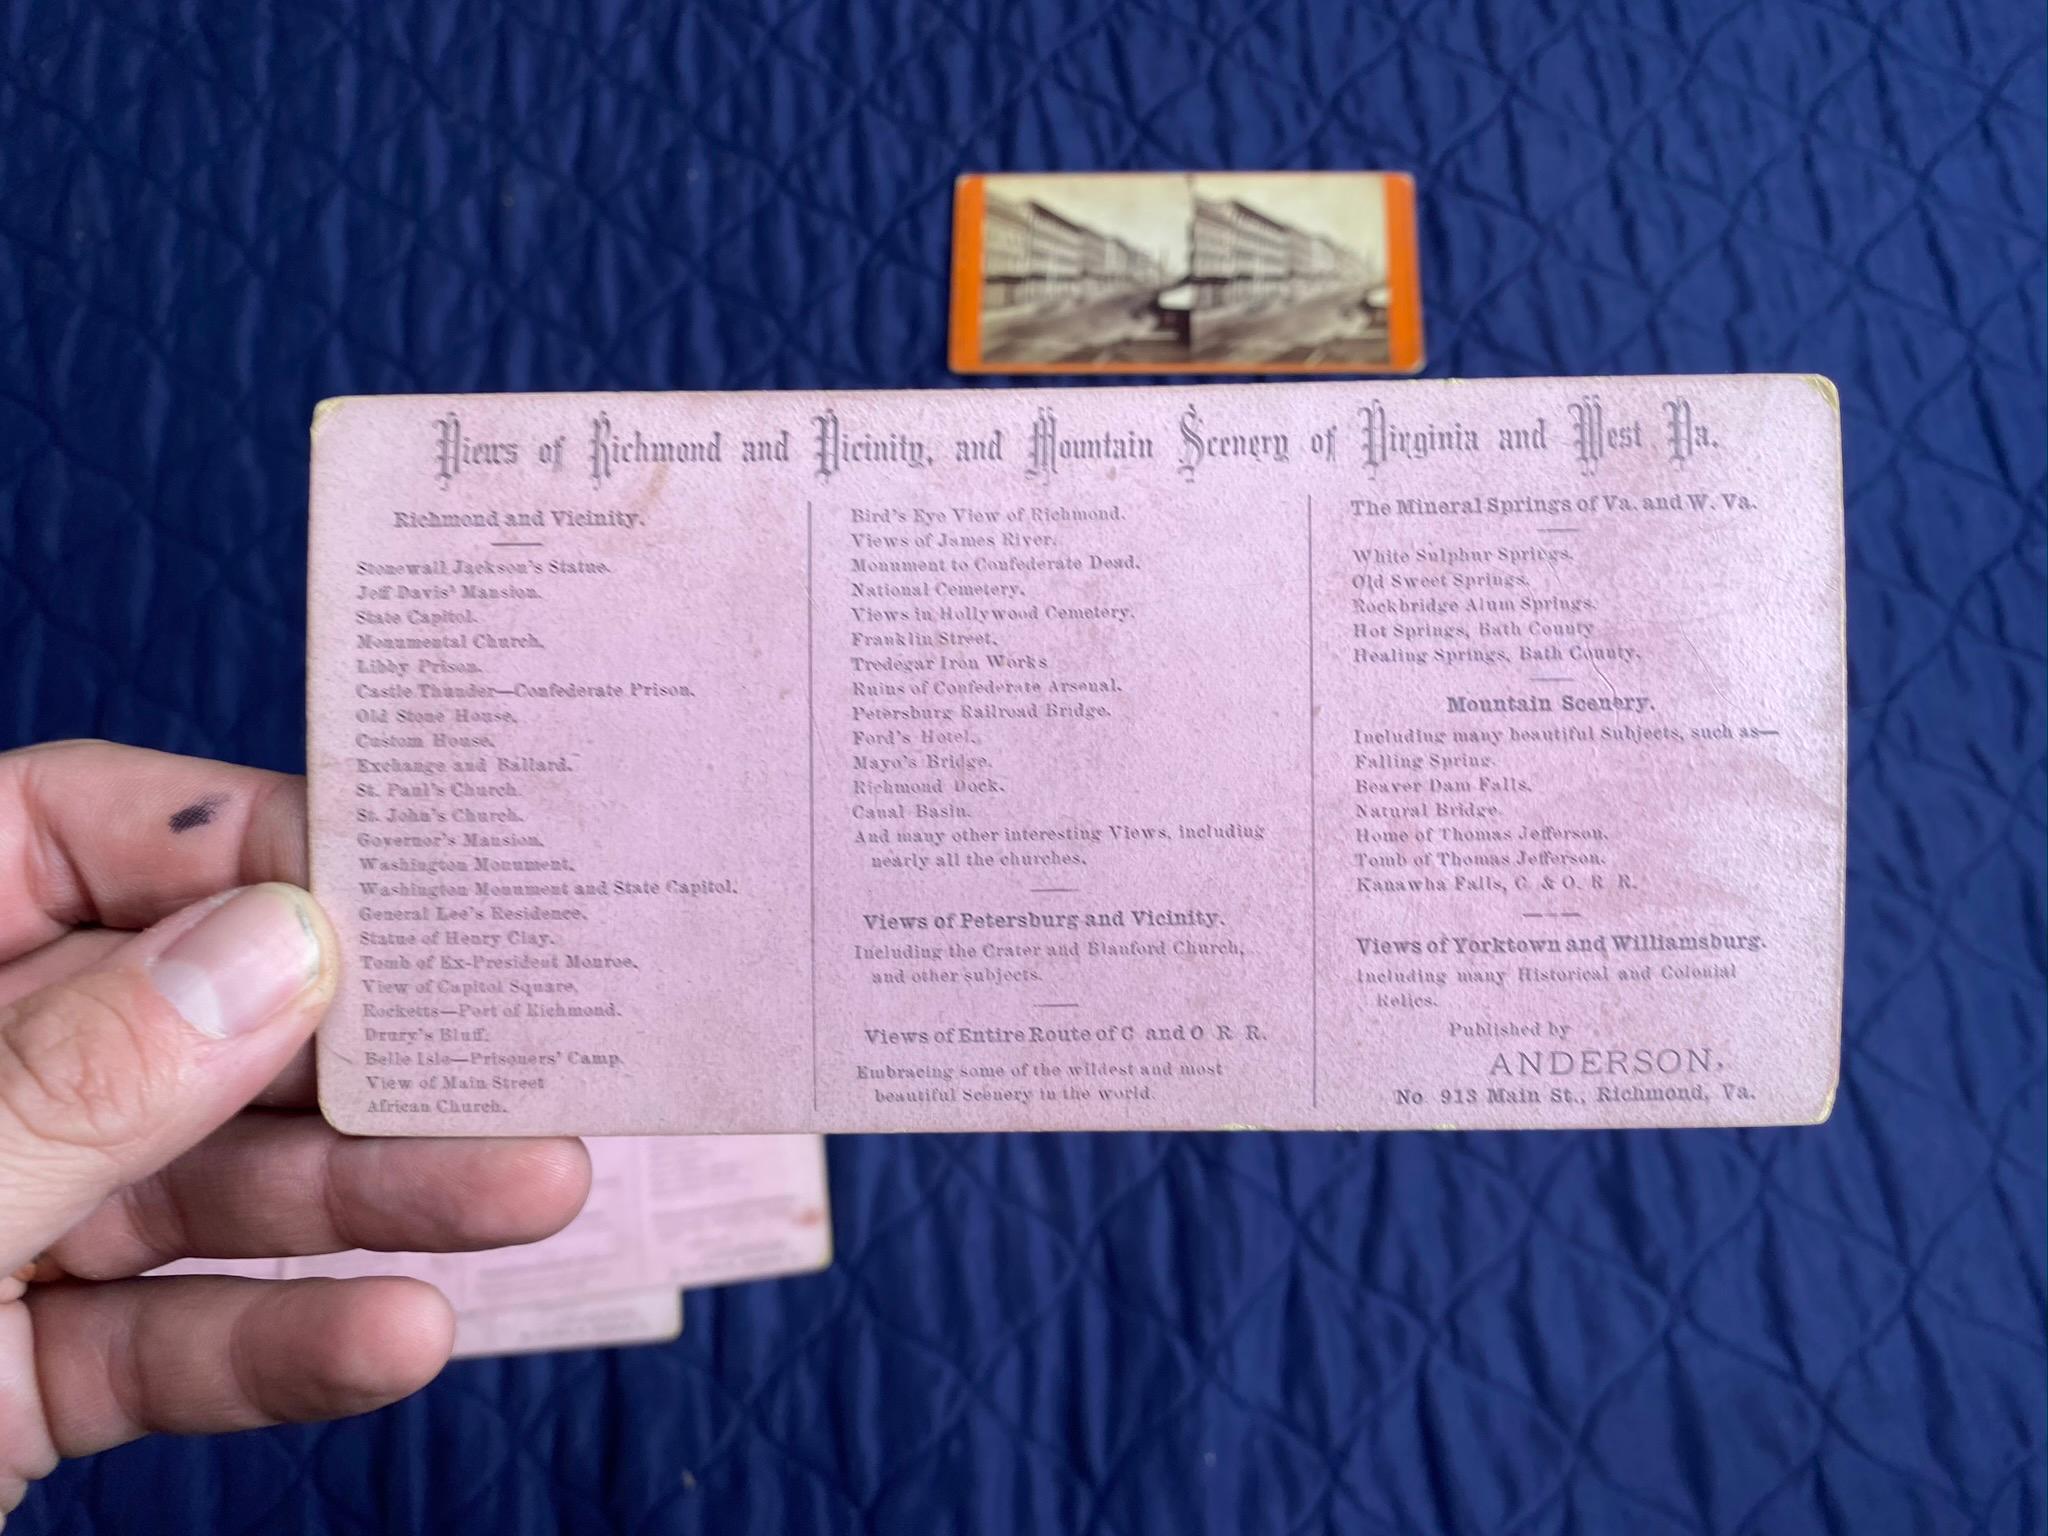 Views of Richmond and Vicinity, and Mountain Scenery of Virginia and West Va.
Richmond and Vicinity.
Stonewall Jackson's Statue.
Jeff Davis' Mansion.
State Capitol.
Monumental Church.
Libby Prison.
Castle Thunder—Confederate Prison.
Old Stone House.
Custom House.
Exchange and Ballard.
St. Paul's Church.
St. John's Church.
Governor's Mansion.
Washington Monument.
Washington Monument and State Capitol.
General Lee's Residence.
Statue of Henry Clay.
Tomb of Ex-President Monroe.
View of Capitol Square.
Rocketts—Port of Richmond.
Drury's Bluff.
Belle Isle—Prisoners' Camp.
View of Main Street
African Church.
Bird's Eye View of Richmond.
Views of James River.
Monument to Confederate Dead.
National Cemetery.
Views in Hollywood Cemetery.
Franklin Street.
Tredegar Iron Works
Ruins of Confederate Arsenal.
Petersburg Railroad Bridge.
Ford's Hotel.
Mayo's Bridge.
Richmond Dock.
Canal Basin.
And many other interesting Views, including
nearly all the churches.
Views of Petersburg and Vicinity.
Including the Crater and Blanford Church,
and other subjects.
Views of Entire Route of C and O R R.
Embracing some of the wildest and most
beautiful Scenery in the world.
The Mineral Springs of Va. and W. Va.
White Sulphur Springs.
Old Sweet Springs.
Rockbridge Alum Springs.
Hot Springs, Bath County
Healing Springs, Bath County.
Mountain Scenery.
Including many beautiful Subjects, such as—
Falling Spring.
Beaver Dam Falls.
Natural Bridge.
Home of Thomas Jefferson.
Tomb of Thomas Jefferson.
Kanawha Falls, C. & O. R R.
Views of Yorktown and Williamsburg.
Including many Historical and Colonial
Relics.
Published by
ANDERSON,
No 913 Main St., Richmond, Va.